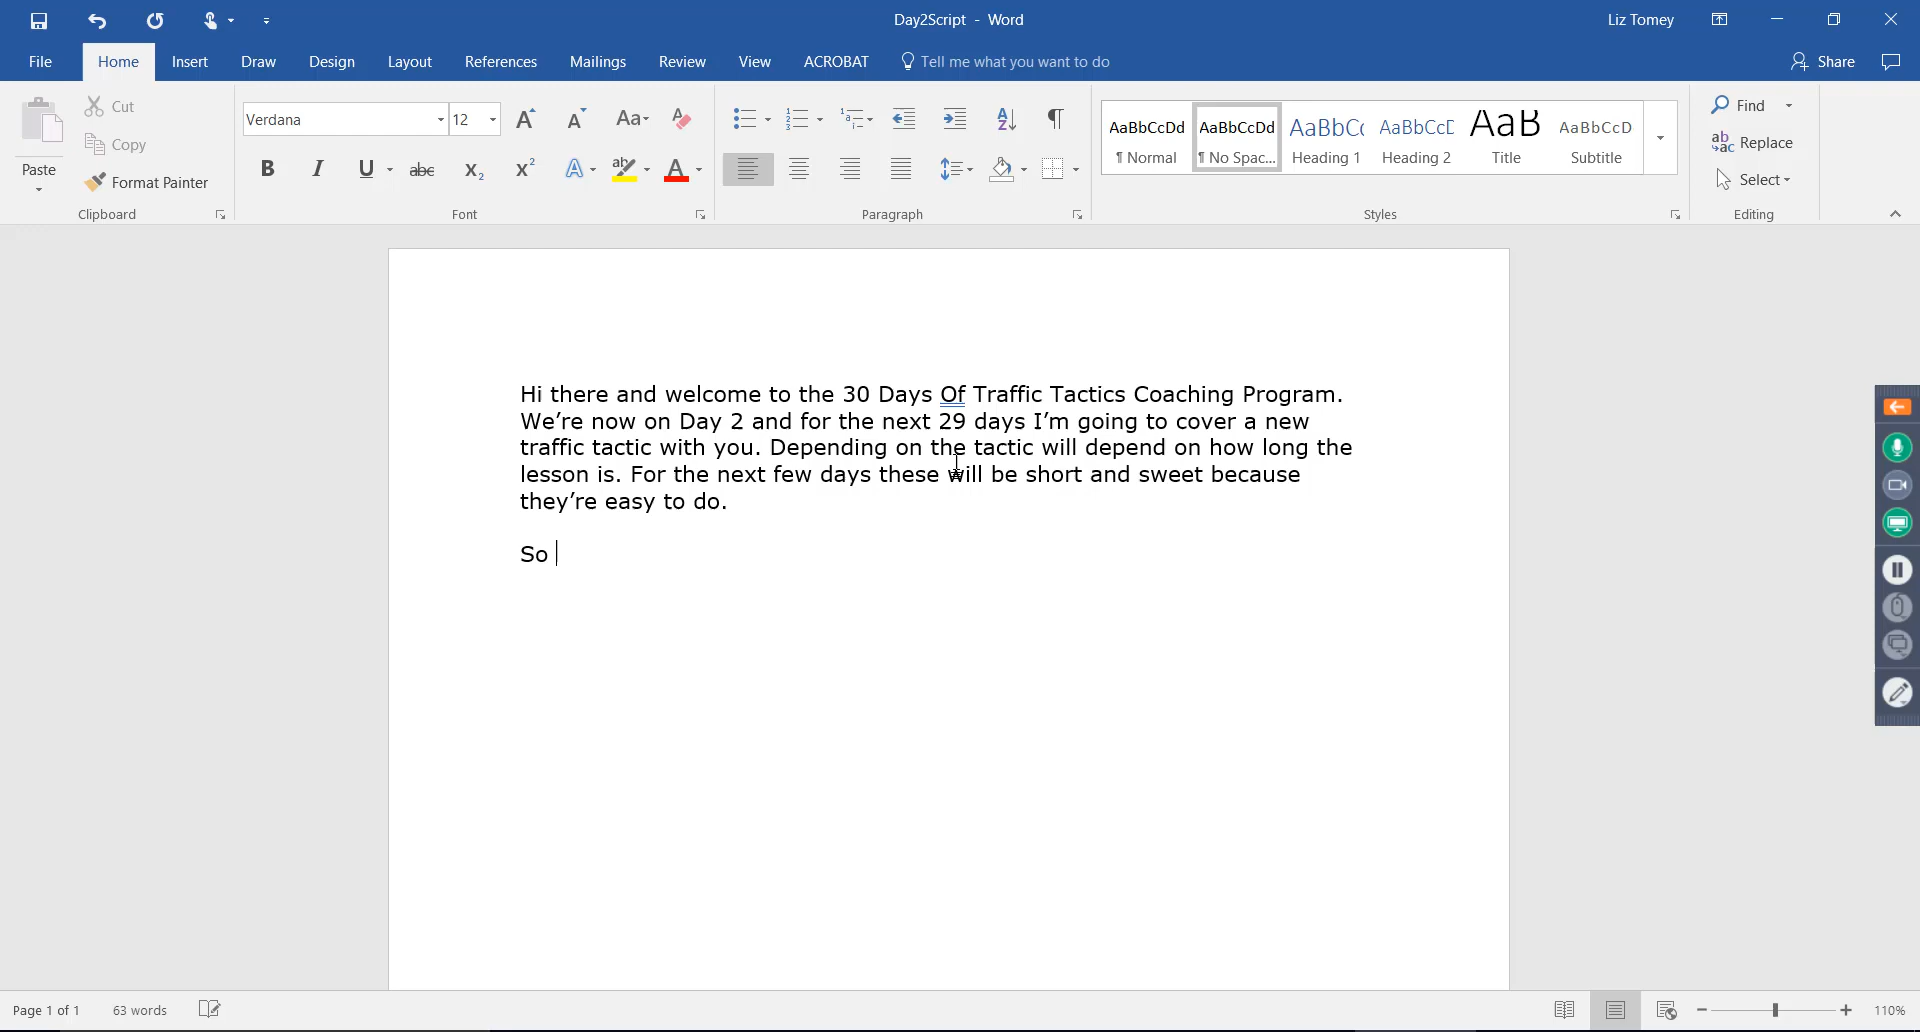 Day2Script - Word
Liz Tomey
File Home Insert Draw Design Layout References Mailings Review View ACROBAT Tell me what you want to do Share
Paste
Cut
Copy
Format Painter
Clipboard
Verdana 12
Aa
B I U abc X₂ X² A ab A
Font
Paragraph
AaBbCcDd AaBbCcDd AaBbCc AaBbCcD AaB AaBbCcD
¶ Normal ¶ No Spac... Heading 1 Heading 2 Title Subtitle
Styles
Find
Replace
Select
Editing
Hi there and welcome to the 30 Days Of Traffic Tactics Coaching Program.
We’re now on Day 2 and for the next 29 days I’m going to cover a new
traffic tactic with you. Depending on the tactic will depend on how long the
lesson is. For the next few days these will be short and sweet because
they’re easy to do.
So
Page 1 of 1 63 words 110%